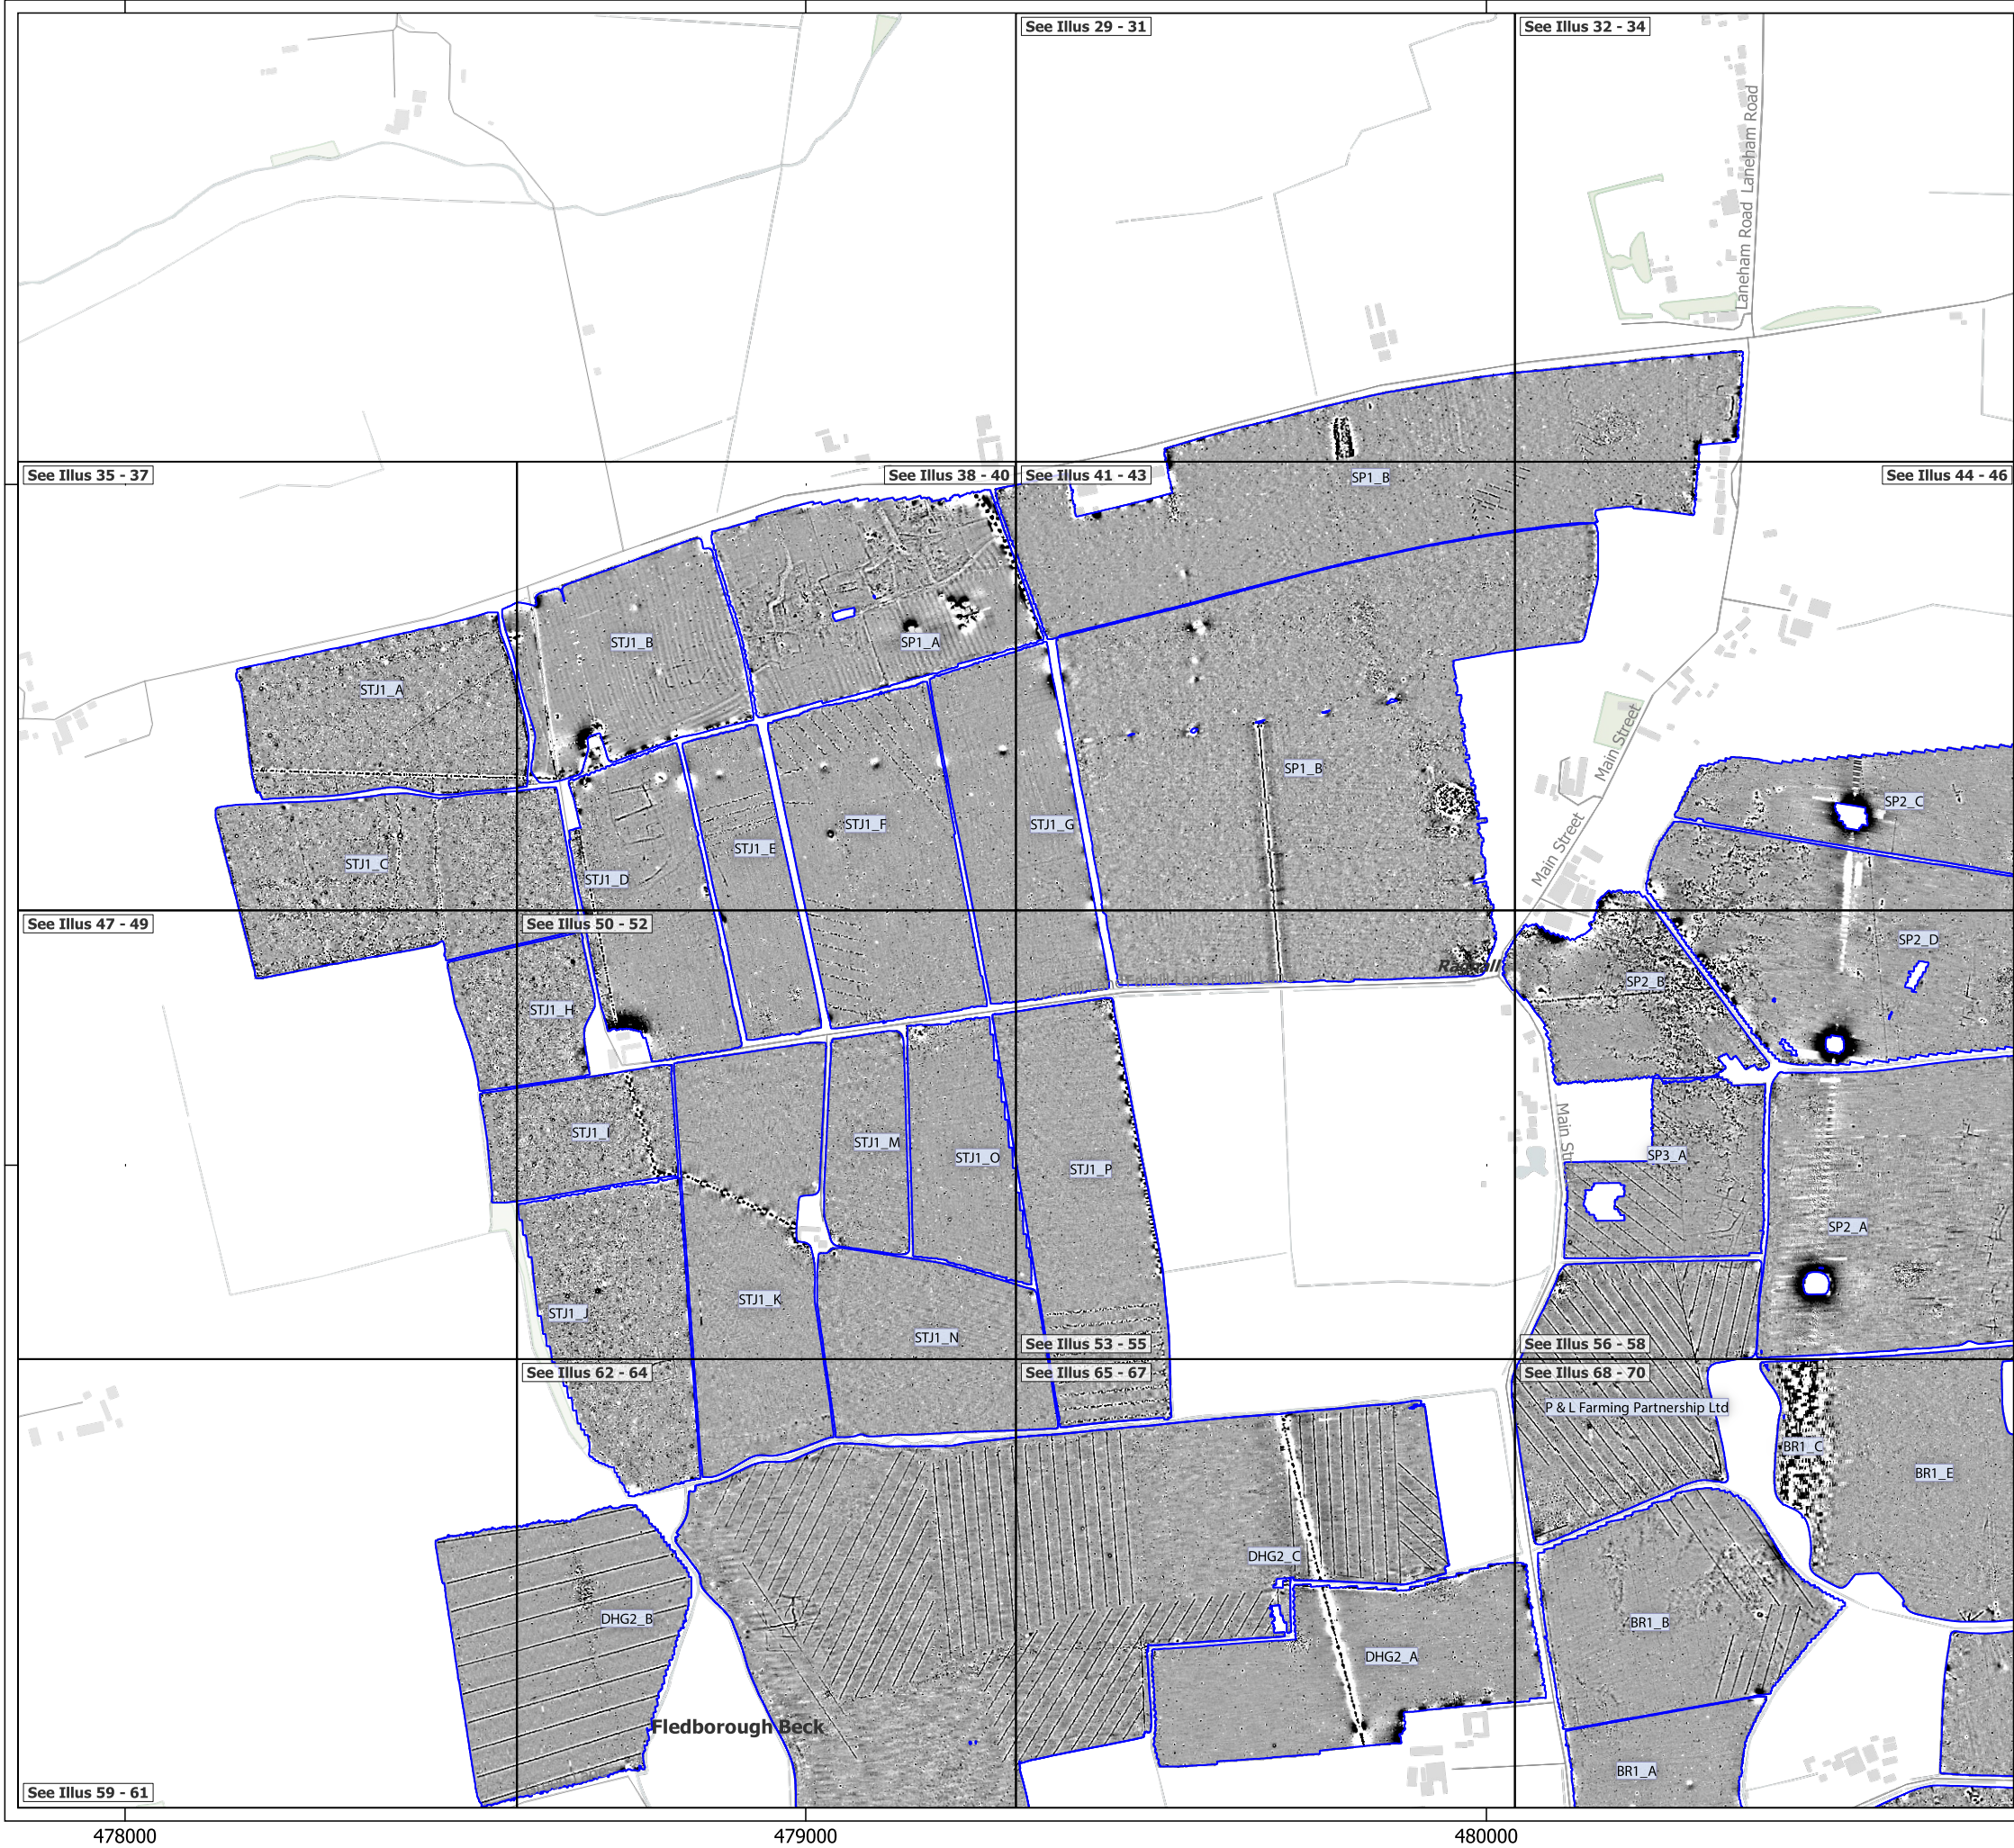 See Illus 29 - 31
See Illus 32 - 34
Laneham Road
Laneham Road
See Illus 35 - 37
See Illus 38 - 40
See Illus 41 - 43
See Illus 44 - 46
SP1_B
STJ1_B
SP1_A
STJ1_A
Main Street
SP1_B
SP2_C
STJ1_F
STJ1_G
STJ1_E
Main Street
STJ1_C
STJ1_D
See Illus 47 - 49
See Illus 50 - 52
SP2_D
SP2_B
STJ1_H
STJ1_I
STJ1_M
Main
STJ1_O
STJ1_P
SP3_A
SP2_A
STJ1_K
STJ1_J
STJ1_N
See Illus 53 - 55
See Illus 56 - 58
See Illus 62 - 64
See Illus 65 - 67
See Illus 68 - 70
P & L Farming Partnership Ltd
BR1_C
BR1_E
DHG2_C
DHG2_B
BR1_B
DHG2_A
Fledborough Beck
BR1_A
See Illus 59 - 61
478000
479000
480000